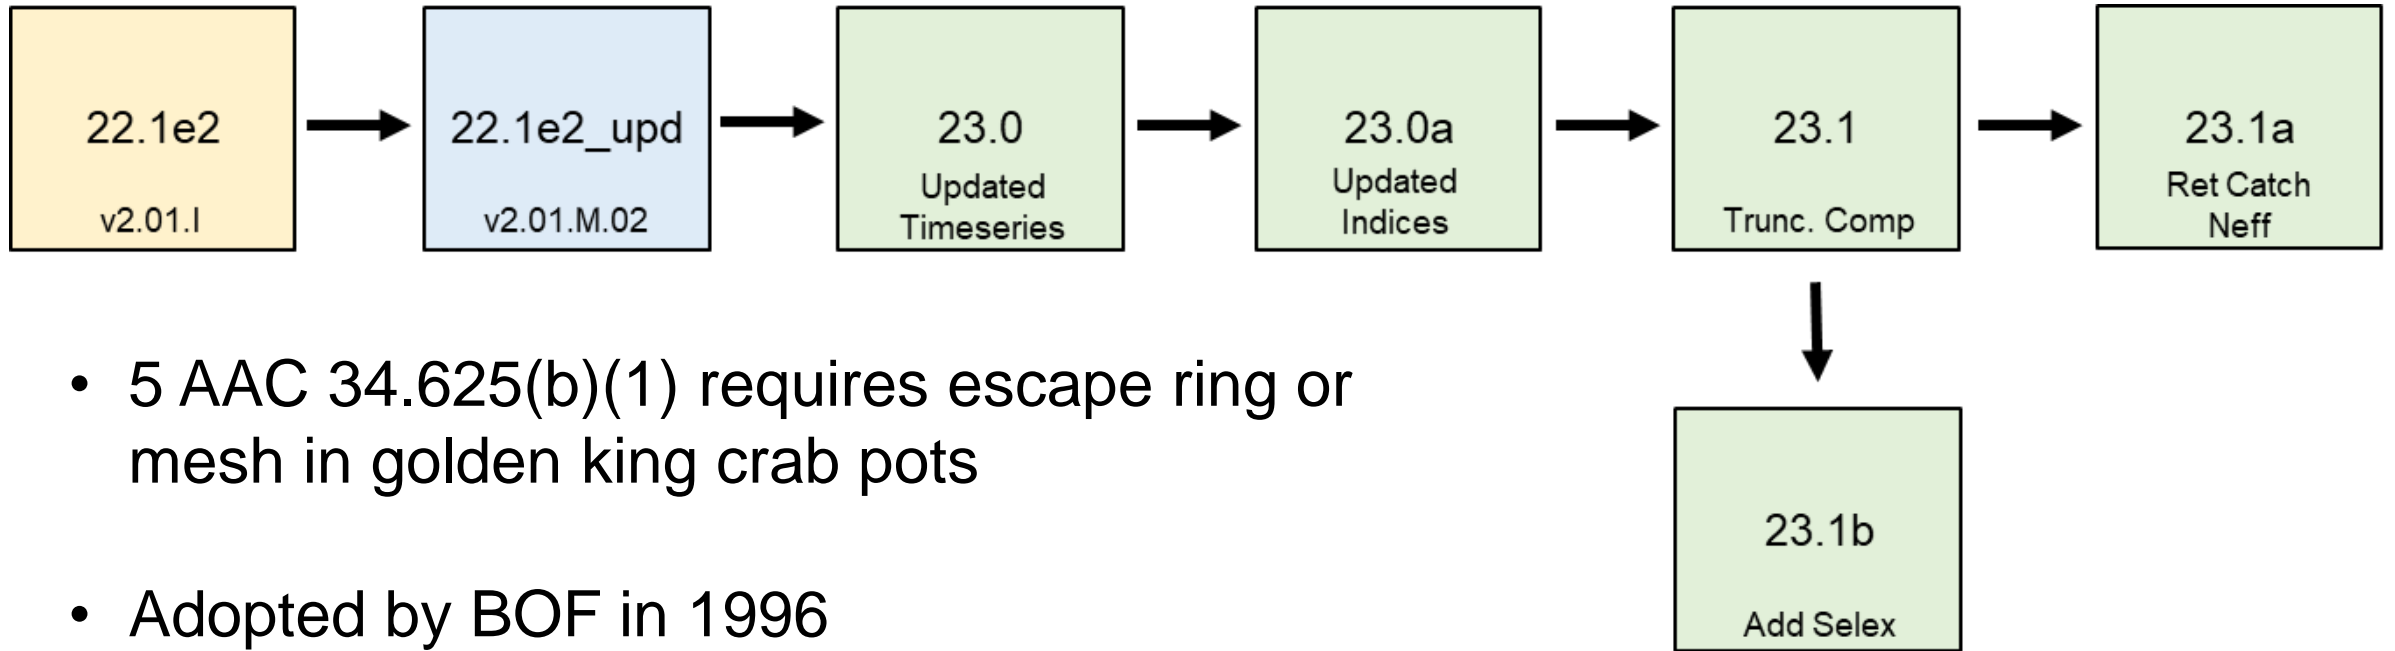 22.1e2
v2.01.I
22.1e2_upd
v2.01.M.02
23.0
Updated
Timeseries
23.0a
Updated
Indices
23.1
Trunc. Comp
23.1a
Ret Catch
Neff
• 5 AAC 34.625(b)(1) requires escape ring or
mesh in golden king crab pots
• Adopted by BOF in 1996
23.1b
Add Selex